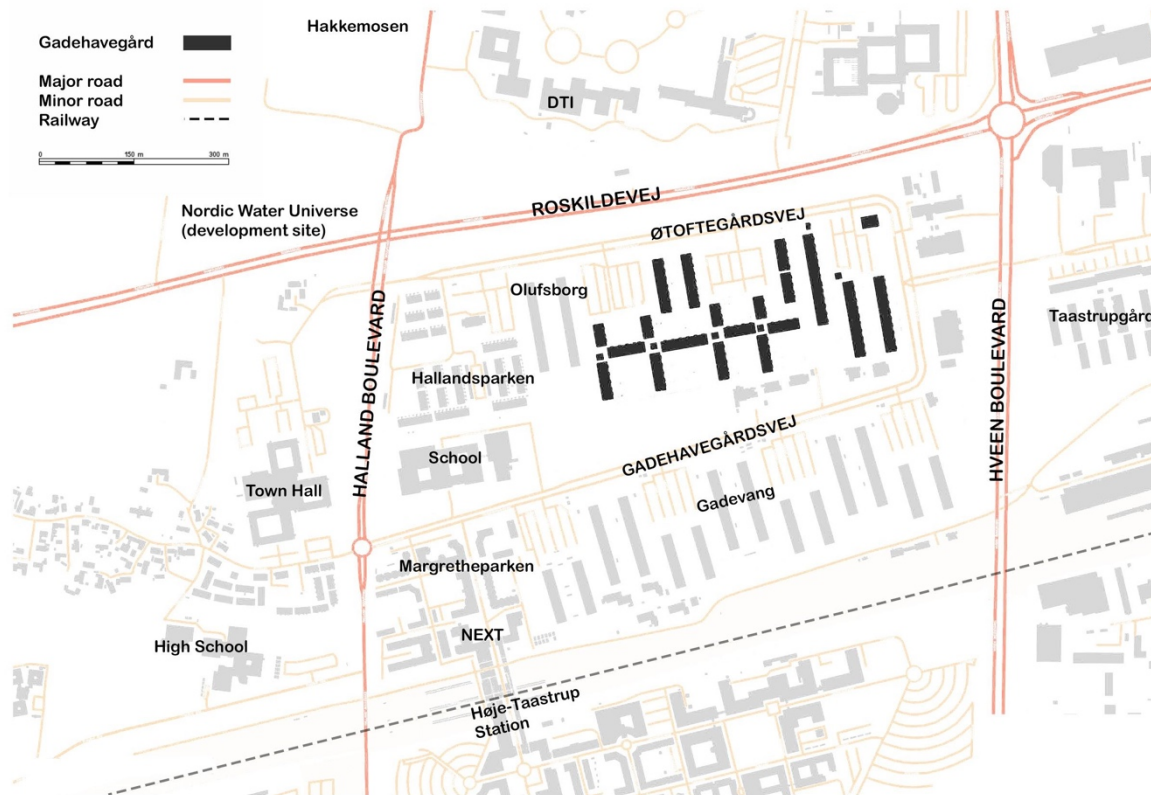 Gadehavegård
Major road
Minor road
Railway
0 150 m 300 m
Hakkemosen
DTI
Nordic Water Universe
(development site)
ROSKILDEVEJ
ØTOFTEGÅRDSVEJ
Olufsborg
HALLAND BOULEVARD
Hallandsparken
HVEEN BOULEVARD
Taastrupgård
School
GADEHAVEGÅRDSVEJ
Town Hall
Gadevang
Margretheparken
NEXT
High School
Høje-Taastrup
Station